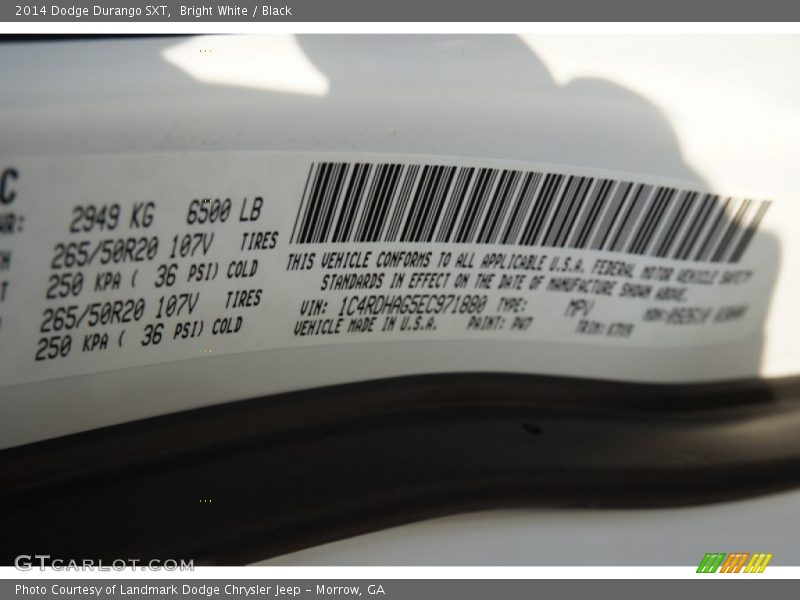 2014 Dodge Durango SXT, Bright White / Black
C
2949 KG 6500 LB
265/50R20 107V TIRES
250 KPA ( 36 PSI) COLD
265/50R20 107V TIRES
250 KPA ( 36 PSI) COLD
THIS VEHICLE CONFORMS TO ALL APPLICABLE U.S.A. FEDERAL MOTOR VEHICLE SAFETY
STANDARDS IN EFFECT ON THE DATE OF MANUFACTURE SHOWN ABOVE.
VIN: 1C4RDHAG5EC971880 TYPE: MPV
VEHICLE MADE IN U.S.A. PAINT: PW7 TRIM:
GTCARLOT.COM
Photo Courtesy of Landmark Dodge Chrysler Jeep – Morrow, GA